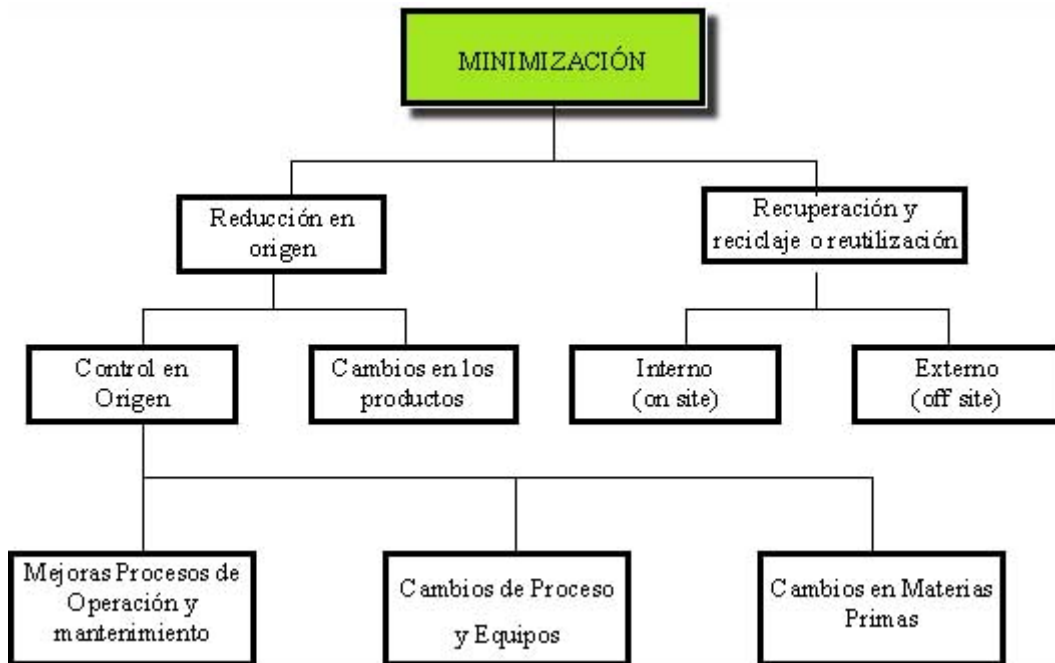 MINIMIZACIÓN
Reducción en
origen
Recuperación y
reciclaje o reutilización
Control en
Origen
Cambios en los
productos
Interno
(on site)
Externo
(off site)
Mejoras Procesos de
Operación y
mantenimiento
Cambios de Proceso
y Equipos
Cambios en Materias
Primas